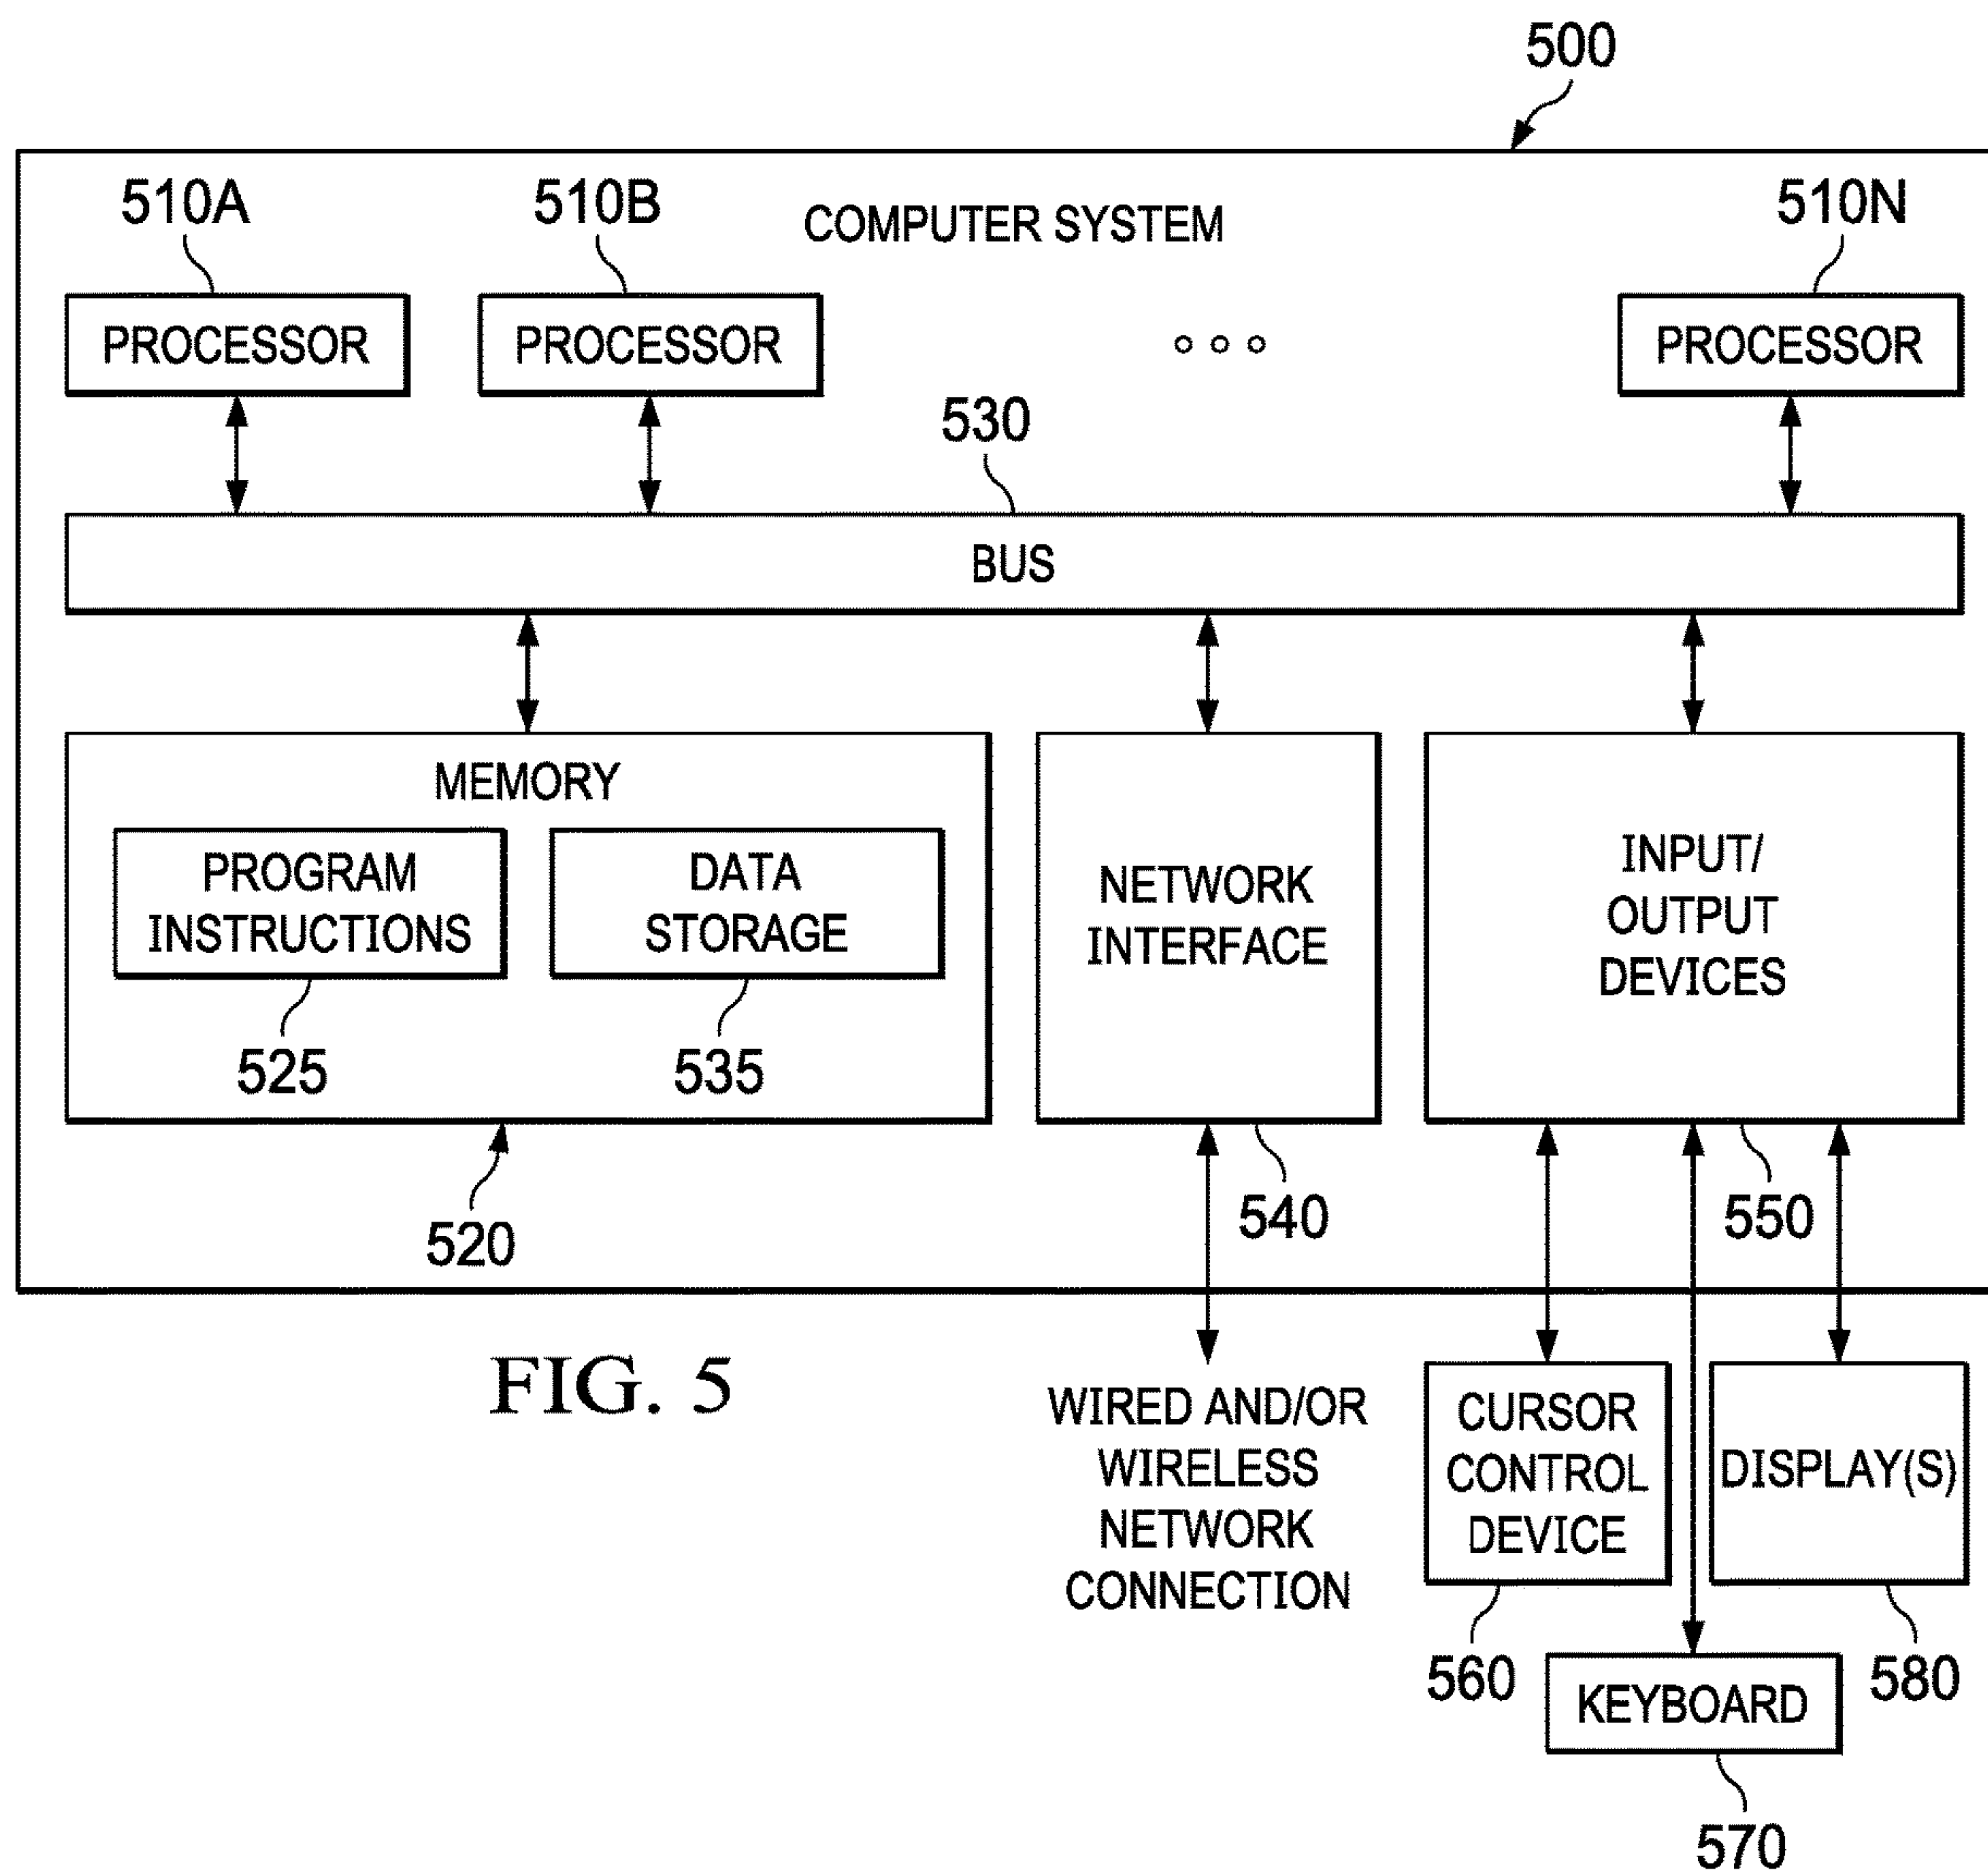 500
510A
510B
COMPUTER SYSTEM
510N
PROCESSOR
PROCESSOR
PROCESSOR
530
BUS
MEMORY
PROGRAM
INSTRUCTIONS
525
DATA
STORAGE
535
520
NETWORK
INTERFACE
540
INPUT/
OUTPUT
DEVICES
550
FIG. 5
WIRED AND/OR
WIRELESS
NETWORK
CONNECTION
CURSOR
CONTROL
DEVICE
560
DISPLAY(S)
580
KEYBOARD
570